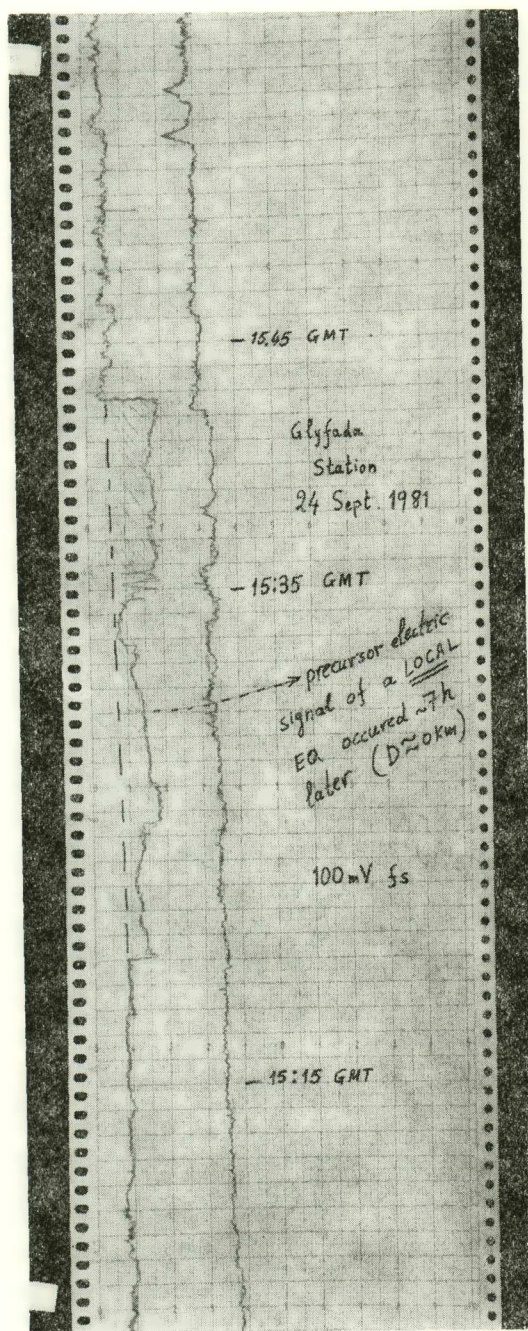 — 15.45 GMT
Glyfada
Station
24 Sept. 1981
— 15:35 GMT
precursor electric
signal of a LOCAL
EQ occured ~7h
later. (D≈0km)
100mV fs
— 15:15 GMT